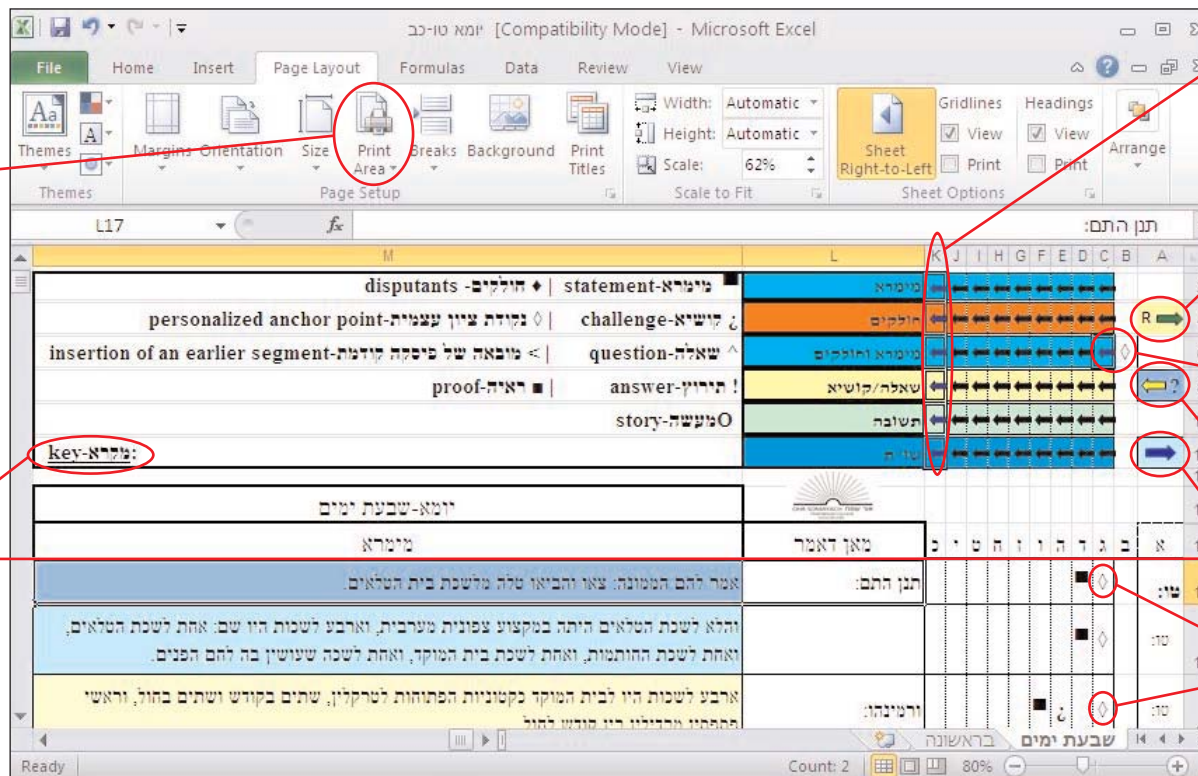 יומא טו-כב [Compatibility Mode] - Microsoft Excel
File Home Insert Page Layout Formulas Data Review View
Themes
Margins Orientation Size Print Area Breaks Background Print Titles
Width: Automatic
Height: Automatic
Scale: 62%
Sheet Right-to-Left
Gridlines Headings
View View
Print Print
Arrange
Themes Page Setup Scale to Fit Sheet Options
L17 fx תנן התם:
M L K J I H G F E D C B A
מימרא ■ מימרא-statement | ♦ חולקים- disputants
R חולקים ¿ קושיא-challenge | ◊ נקודת ציון עצמית-personalized anchor point
◊ מימרא וחולקים ^ שאלה-question | > מובאה של פיסקה קודמת-insertion of an earlier segment
? שאלה/קושיא ! תירוץ-answer | ■ ראיה-proof
תשובה Oמעשה-story
מקרא-key:
יומא-שבעת ימים
א ב ג ד ה ו ז ח ט י כ מאן דאמר מימרא
טו: ◊ ■ תנן התם: אמר להם הממונה: צאו והביאו טלה מלשכת בית הטלאים.
טו: ◊ ■ והלא לשכת הטלאים היתה במקצוע צפונית מערבית, וארבע לשכות היו שם: אחת לשכת הטלאים,
ואחת לשכת החותמות, ואחת לשכת בית המוקד, ואחת לשכה שעושין בה לחם הפנים.
טו: ◊ ¿ ■ ורמינהו: ארבע לשכות היו לבית המוקד כקטוניות הפתוחות לטרקלין, שתים בקודש ושתים בחול, וראשי
פספסין מבדילין בין קודש לחול
שבעת ימים בראשונה
Ready Count: 2 80%